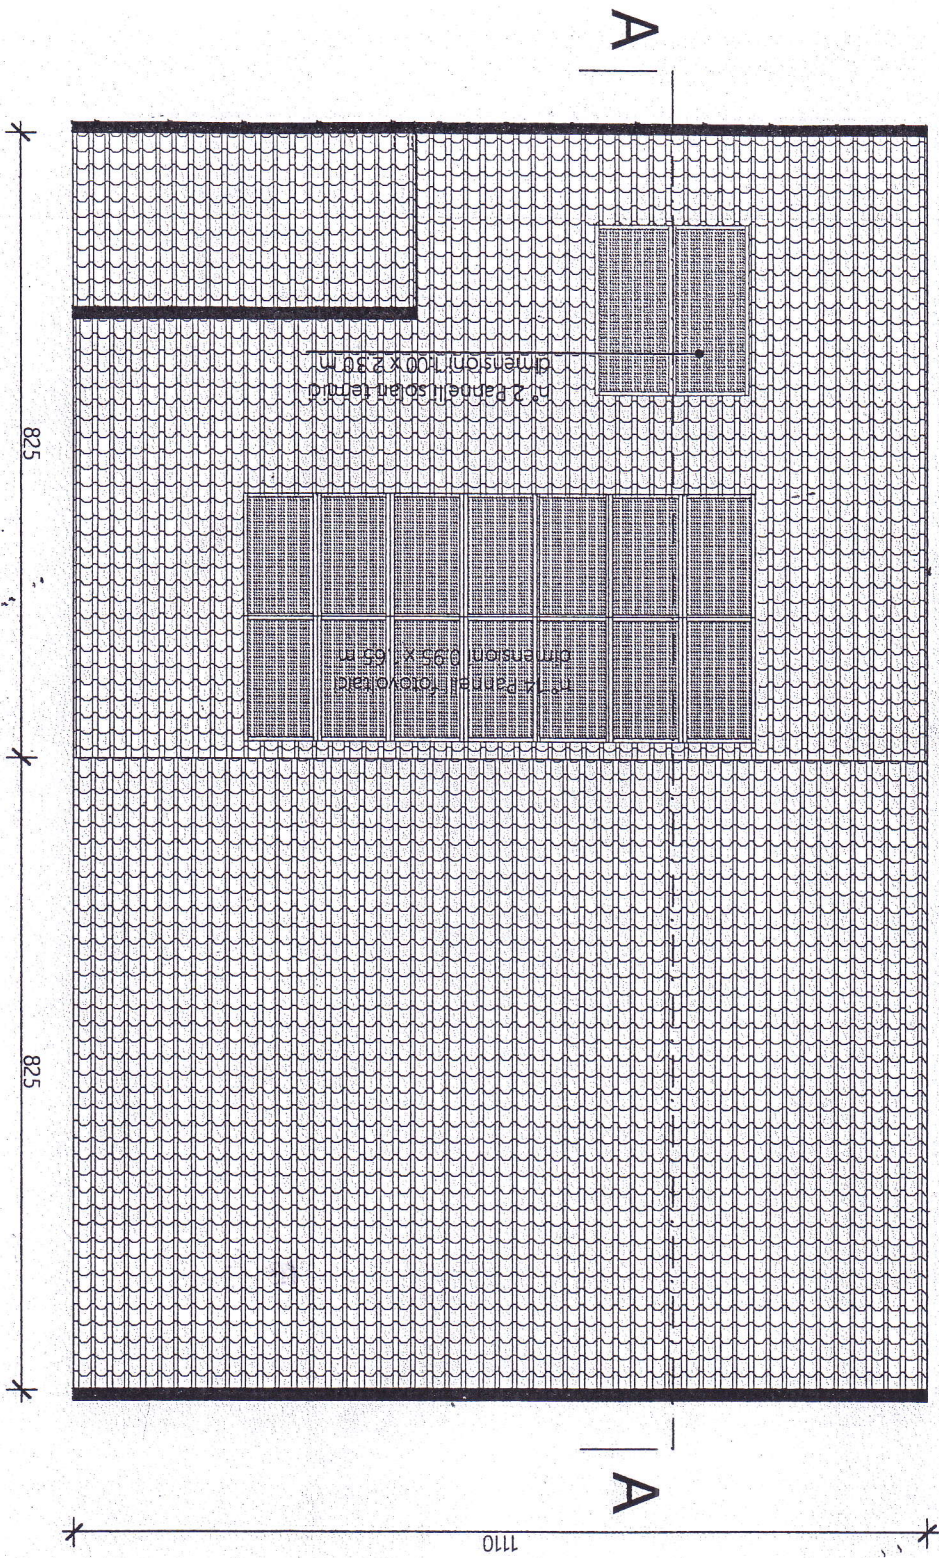 A
n° 2 Pannelli solari termici
dimensioni 1.00 x 2.30 m
825
n° 14 Pannelli fotovoltaici
dimensioni 0.95 x 1.65 m
825
A
1110